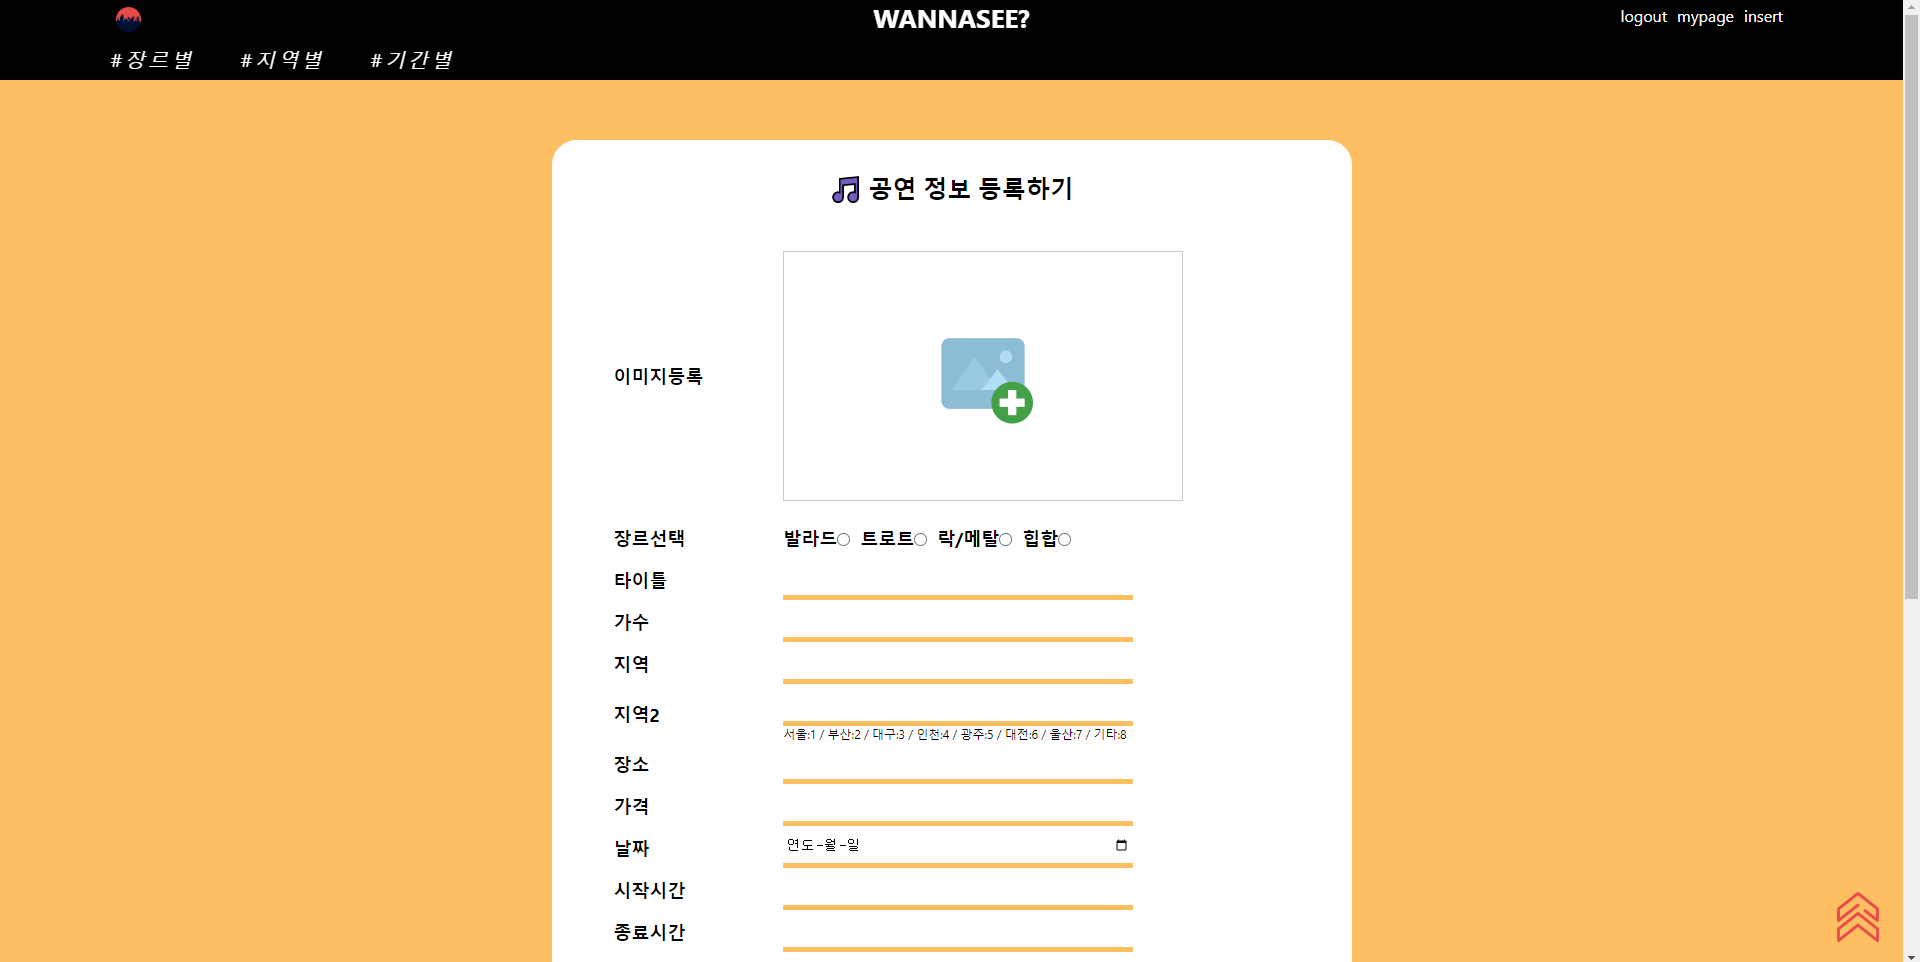 WANNASEE?
logout mypage insert
#장르별 #지역별 #기간별
공연 정보 등록하기
이미지등록
장르선택 발라드 트로트 락/메탈 힙합
타이틀
가수
지역
지역2
서울:1 / 부산:2 / 대구:3 / 인천:4 / 광주:5 / 대전:6 / 울산:7 / 기타:8
장소
가격
날짜 연도-월-일
시작시간
종료시간